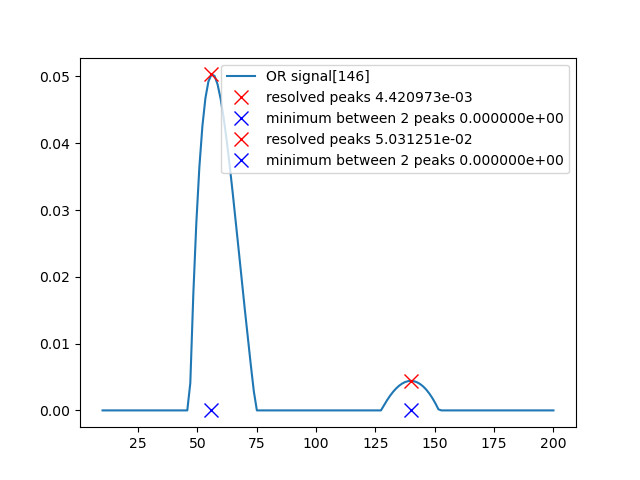 OR signal[146]
resolved peaks 4.420973e-03
minimum between 2 peaks 0.000000e+00
resolved peaks 5.031251e-02
minimum between 2 peaks 0.000000e+00
0.05
0.04
0.03
0.02
0.01
0.00
25 50 75 100 125 150 175 200